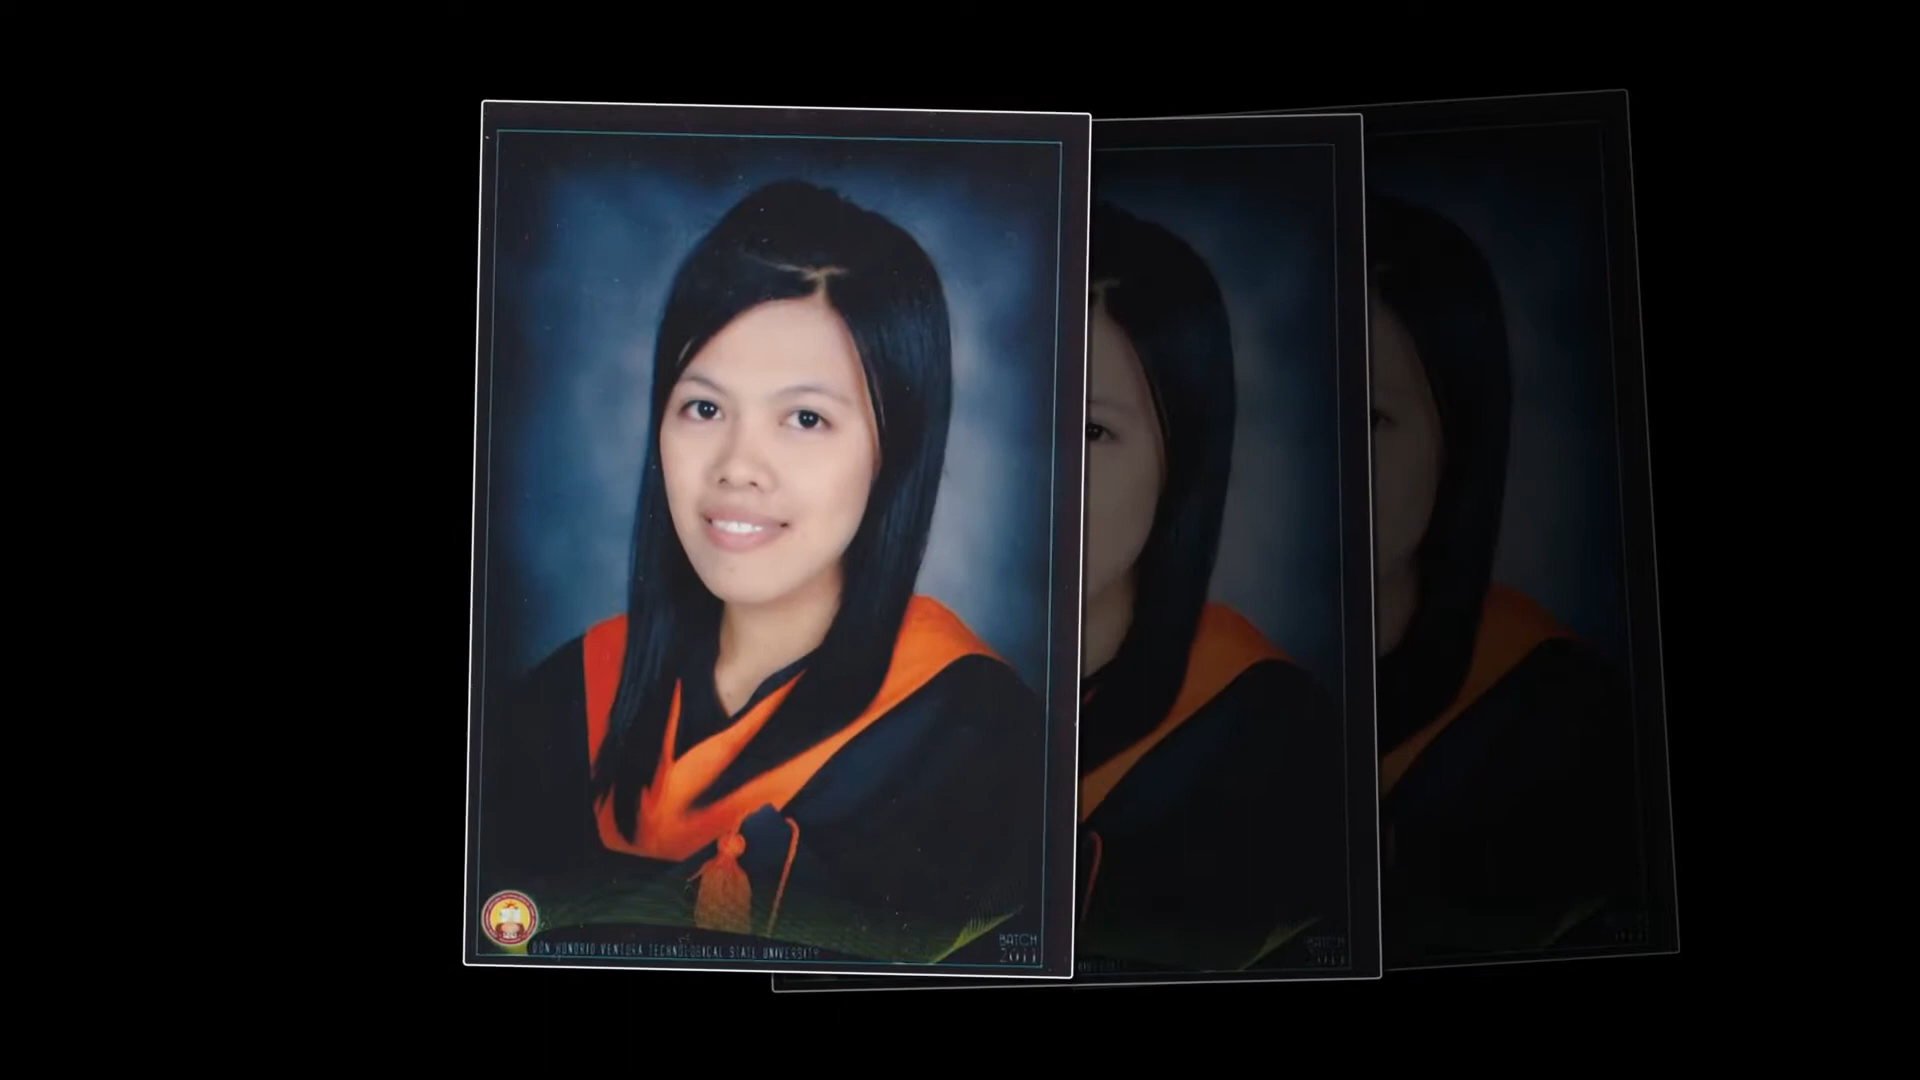 DON HONORIO VENTURA TECHNOLOGICAL STATE UNIVERSITY
BATCH
2011